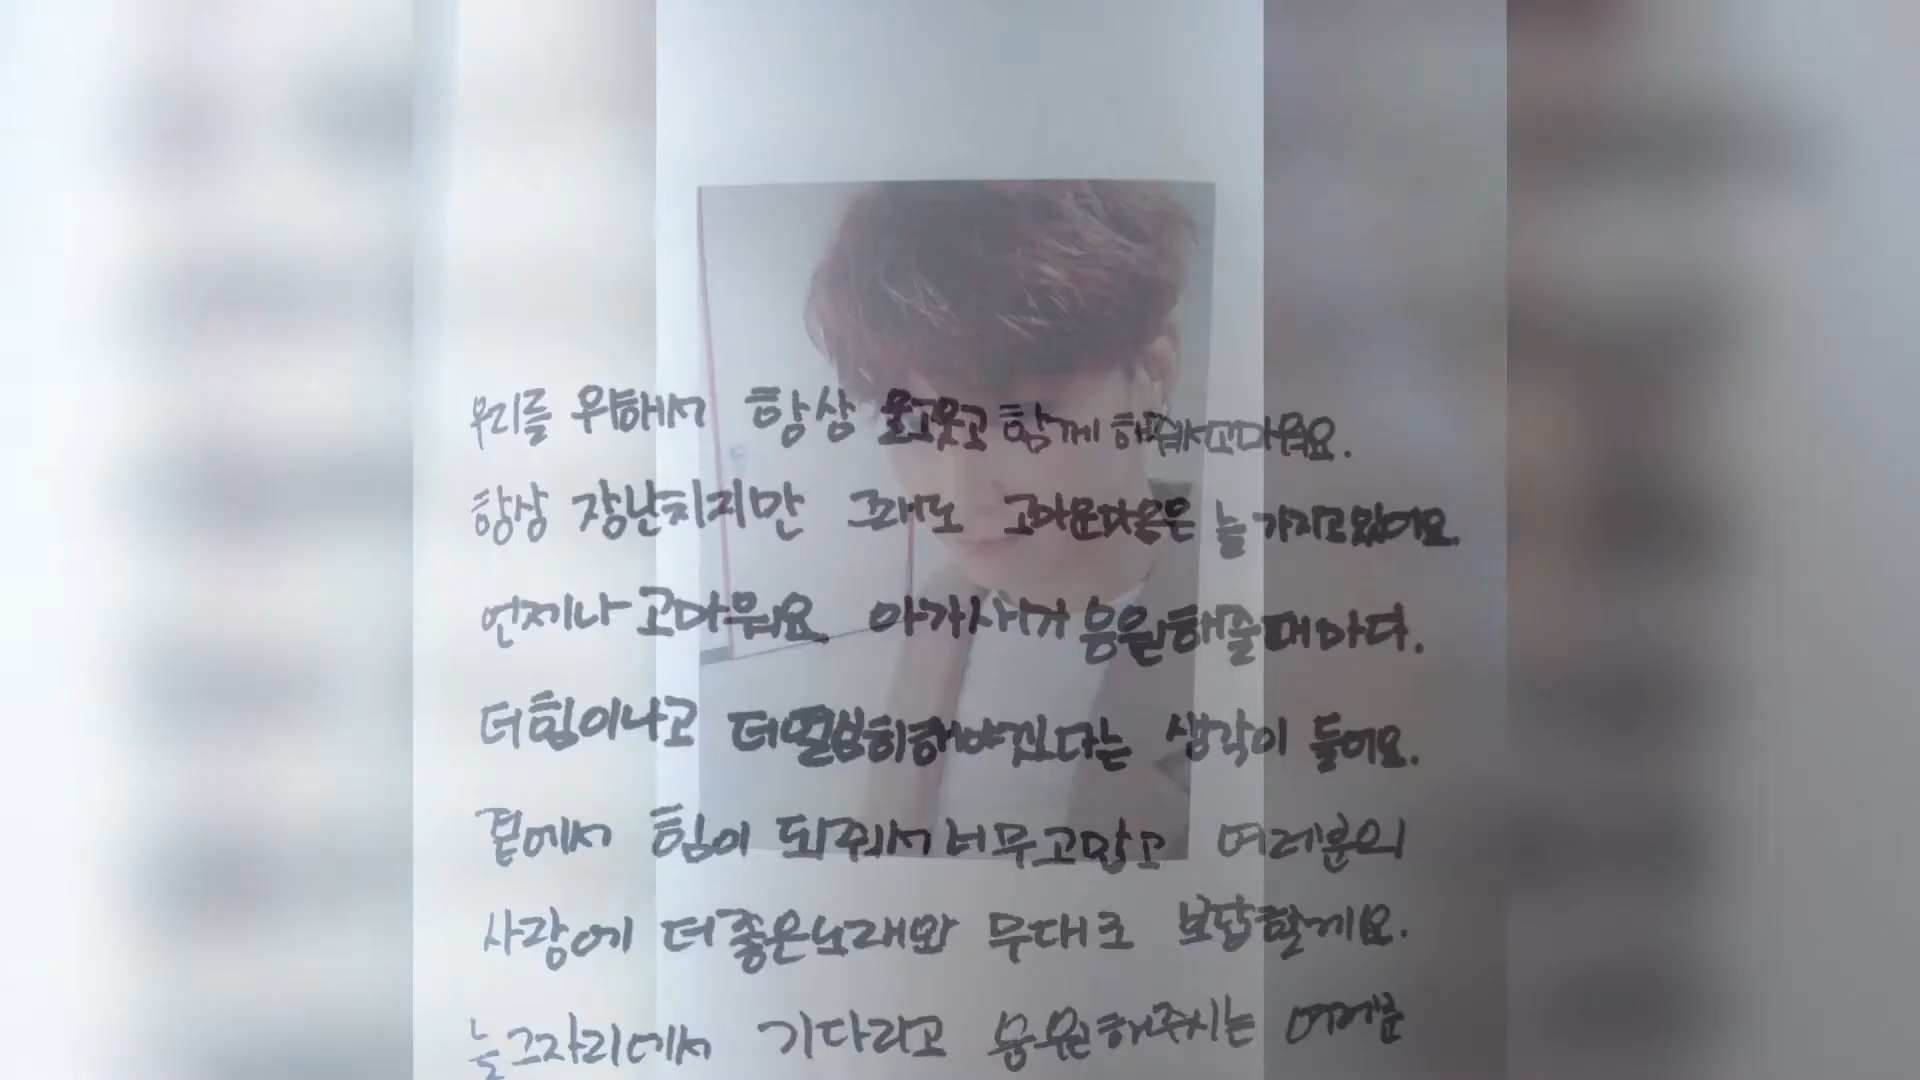 우리를 위해서 항상 울고웃고 함께 해줘서고마워요.
항상 장난치지만 그래도 고마운마음은 늘 가지고있어요.
언제나 고마워요 아가새가 응원해줄때마다.
더힘이나고 더열심히해야겠다는 생각이 들어요.
곁에서 힘이 되줘서 너무고맙고 여러분의
사랑에 더좋은노래와 무대로 보답할게요.
늘그자리에서 기다리고 응원해주시는 여러분